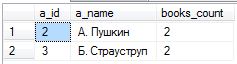 a_id a_name books_count
1 2 А. Пушкин 2
2 3 Б. Страуструп 2